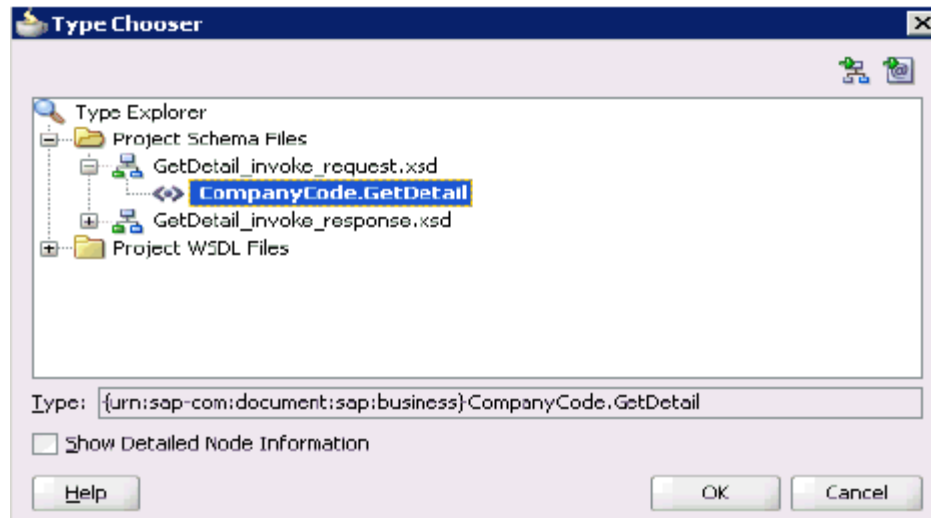 Type Chooser
Type Explorer
Project Schema Files
GetDetail_invoke_request.xsd
CompanyCode.GetDetail
GetDetail_invoke_response.xsd
Project WSDL Files
Type: {urn:sap-com:document:sap:business}CompanyCode.GetDetail
Show Detailed Node Information
Help
OK
Cancel